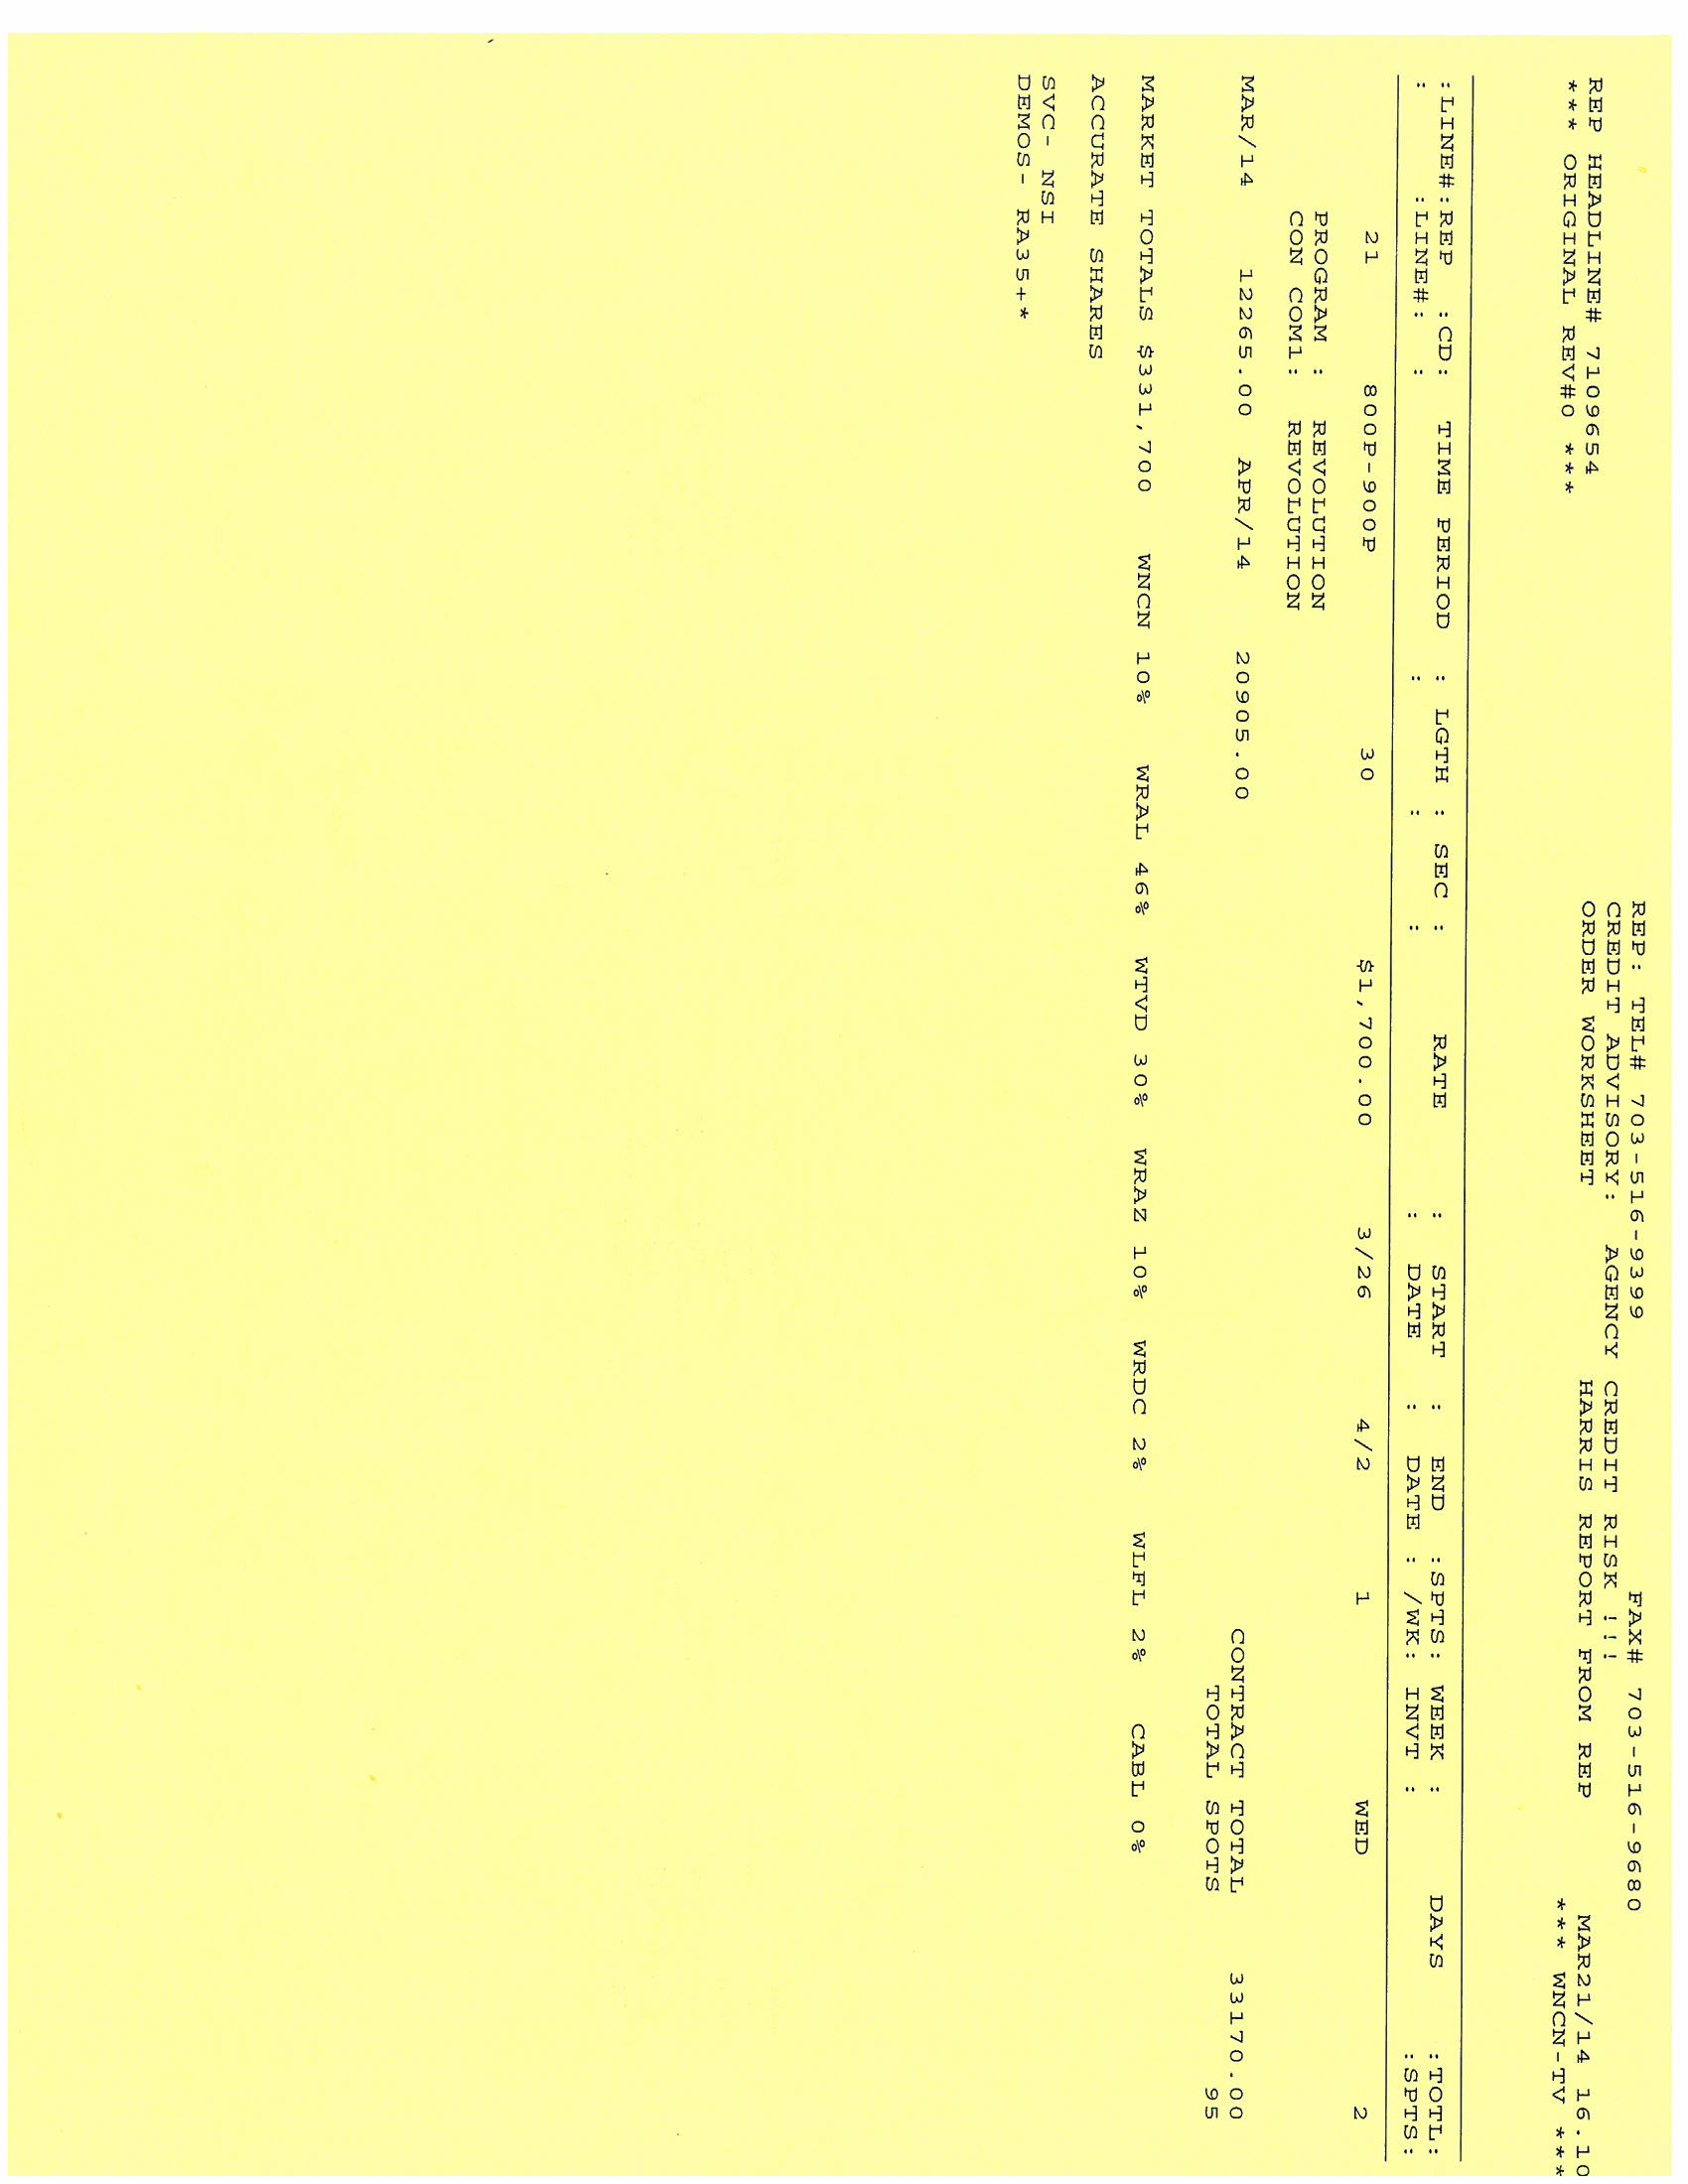 REP: TEL# 703-516-9399 FAX# 703-516-9680
CREDIT ADVISORY: AGENCY CREDIT RISK !!!
REP HEADLINE# 7109654 ORDER WORKSHEET HARRIS REPORT FROM REP MAR21/14 16.10
*** ORIGINAL REV#0 *** *** WNCN-TV ***
:LINE#:REP :CD: TIME PERIOD : LGTH : SEC : RATE : START : END :SPTS: WEEK : DAYS :TOTL:
: :LINE#: : : : : : DATE : DATE : /WK: INVT : :SPTS:
21 800P-900P 30 $1,700.00 3/26 4/2 1 WED 2
PROGRAM : REVOLUTION
CON COM1: REVOLUTION
MAR/14 12265.00 APR/14 20905.00 CONTRACT TOTAL 33170.00
TOTAL SPOTS 95
MARKET TOTALS $331,700 WNCN 10% WRAL 46% WTVD 30% WRAZ 10% WRDC 2% WLFL 2% CABL 0%
ACCURATE SHARES
SVC- NSI
DEMOS- RA35+*